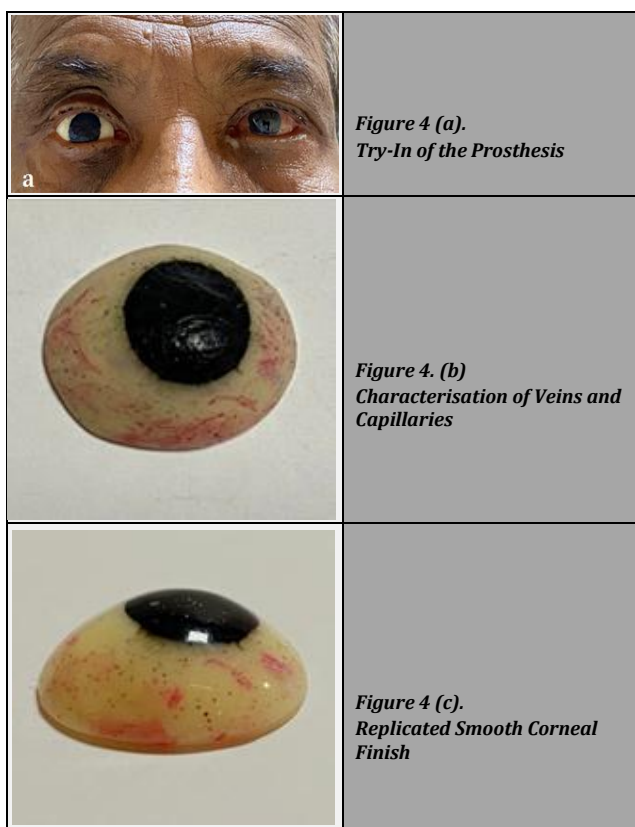 a
Figure 4 (a).
Try-In of the Prosthesis
Figure 4. (b)
Characterisation of Veins and
Capillaries
Figure 4 (c).
Replicated Smooth Corneal
Finish